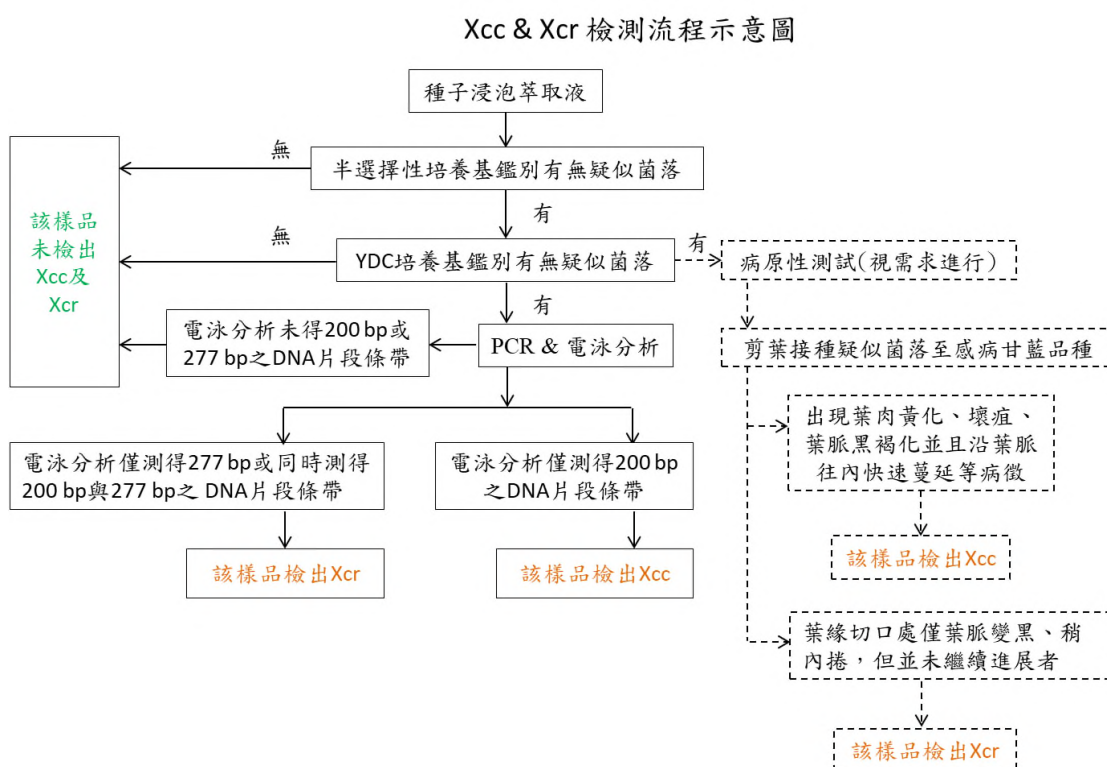 Xcc & Xcr 檢測流程示意圖
種子浸泡萃取液
無
半選擇性培養基鑑別有無疑似菌落
有
該樣品
未檢出
Xcc及
Xcr
無
YDC培養基鑑別有無疑似菌落
有
病原性測試(視需求進行)
有
電泳分析未得200 bp或
277 bp之DNA片段條帶
PCR & 電泳分析
剪葉接種疑似菌落至感病甘藍品種
出現葉肉黃化、壞疽、
葉脈黑褐化並且沿葉脈
往內快速蔓延等病徵
電泳分析僅測得277 bp或同時測得
200 bp與277 bp之 DNA片段條帶
電泳分析僅測得200 bp
之DNA片段條帶
該樣品檢出Xcr
該樣品檢出Xcc
該樣品檢出Xcc
葉緣切口處僅葉脈變黑、稍
內捲，但並未繼續進展者
該樣品檢出Xcr